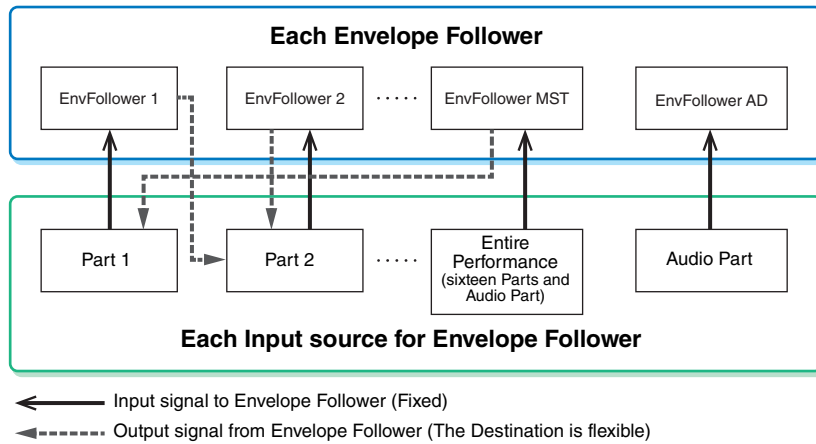 Each Envelope Follower
EnvFollower 1
EnvFollower 2
·····
EnvFollower MST
EnvFollower AD
Part 1
Part 2
·····
Entire
Performance
(sixteen Parts and
Audio Part)
Audio Part
Each Input source for Envelope Follower
Input signal to Envelope Follower (Fixed)
Output signal from Envelope Follower (The Destination is flexible)